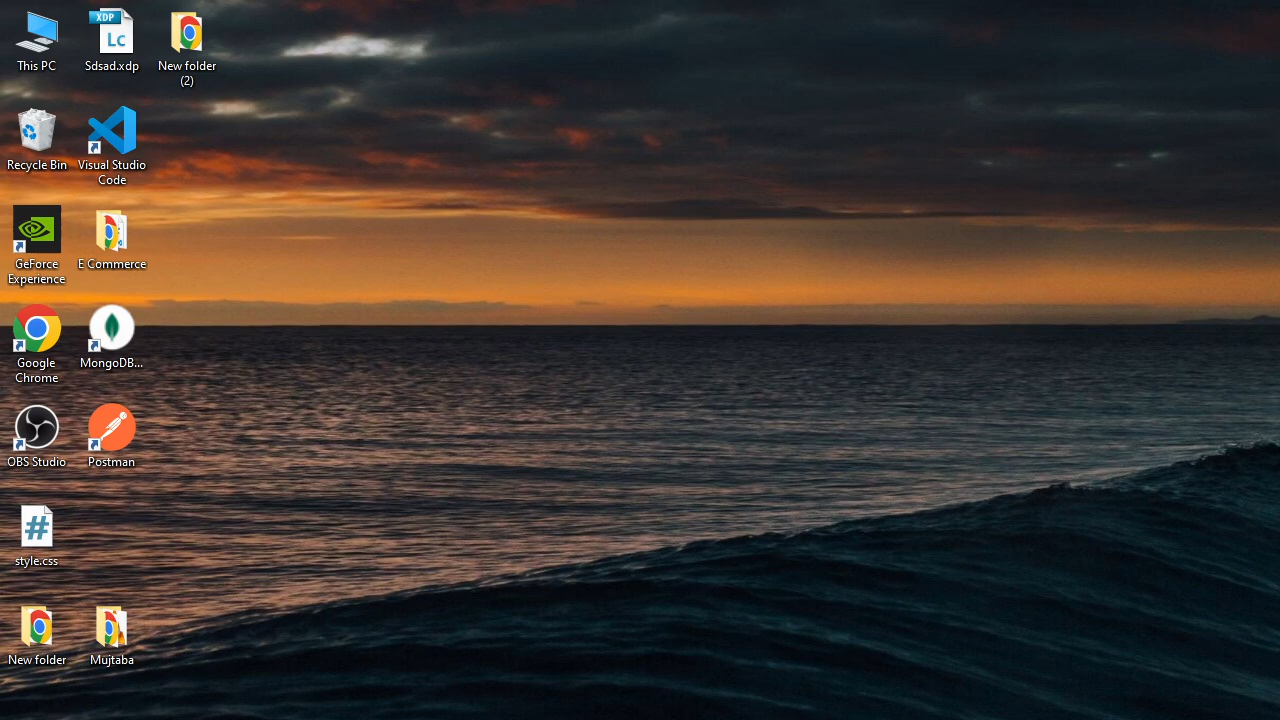 This PC
XDP
Lc
Sdsad.xdp
New folder
(2)
Recycle Bin
Visual Studio
Code
GeForce
Experience
E Commerce
Google
Chrome
MongoDB...
OBS Studio
Postman
#
style.css
New folder
Mujtaba